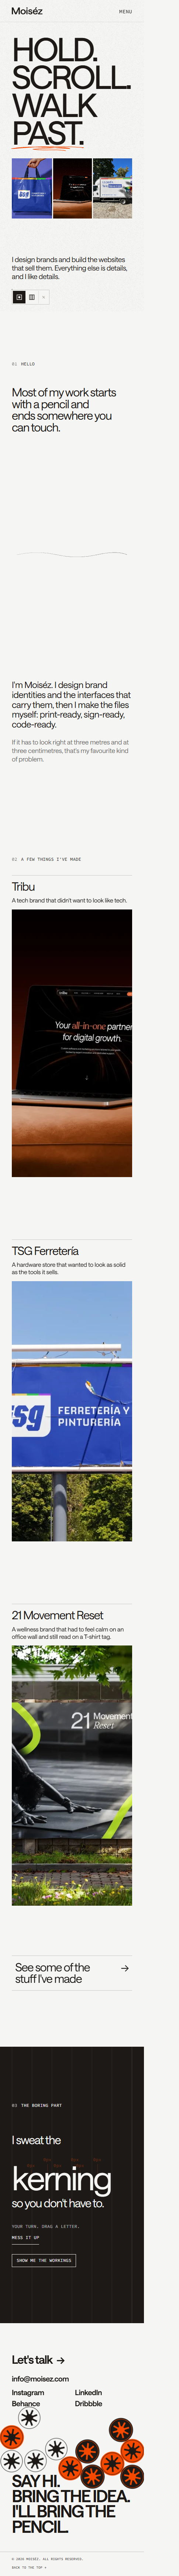 Moiséz
MENU
HOLD.
SCROLL.
WALK
PAST.
tsg
I design brands and build the websites
that sell them. Everything else is details,
and I like details.
01 HELLO
Most of my work starts
with a pencil and
ends somewhere you
can touch.
I'm Moiséz. I design brand
identities and the interfaces that
carry them, then I make the files
myself: print-ready, sign-ready,
code-ready.
If it has to look right at three metres and at
three centimetres, that's my favourite kind
of problem.
02 A FEW THINGS I'VE MADE
Tribu
A tech brand that didn't want to look like tech.
Your all-in-one partner
for digital growth.
TSG Ferretería
A hardware store that wanted to look as solid
as the tools it sells.
sg FERRETERÍA Y
PINTURERÍA
21 Movement Reset
A wellness brand that had to feel calm on an
office wall and still read on a T-shirt tag.
21 Movement
Reset
See some of the
stuff I've made →
03 THE BORING PART
I sweat the
kerning
so you don't have to.
YOUR TURN. DRAG A LETTER.
MESS IT UP
SHOW ME THE WORKINGS
Let's talk →
info@moisez.com
Instagram LinkedIn
Behance Dribbble
SAY HI.
BRING THE IDEA.
I'LL BRING THE
PENCIL.
© 2026 MOISÉZ. ALL RIGHTS RESERVED.
BACK TO THE TOP ↑